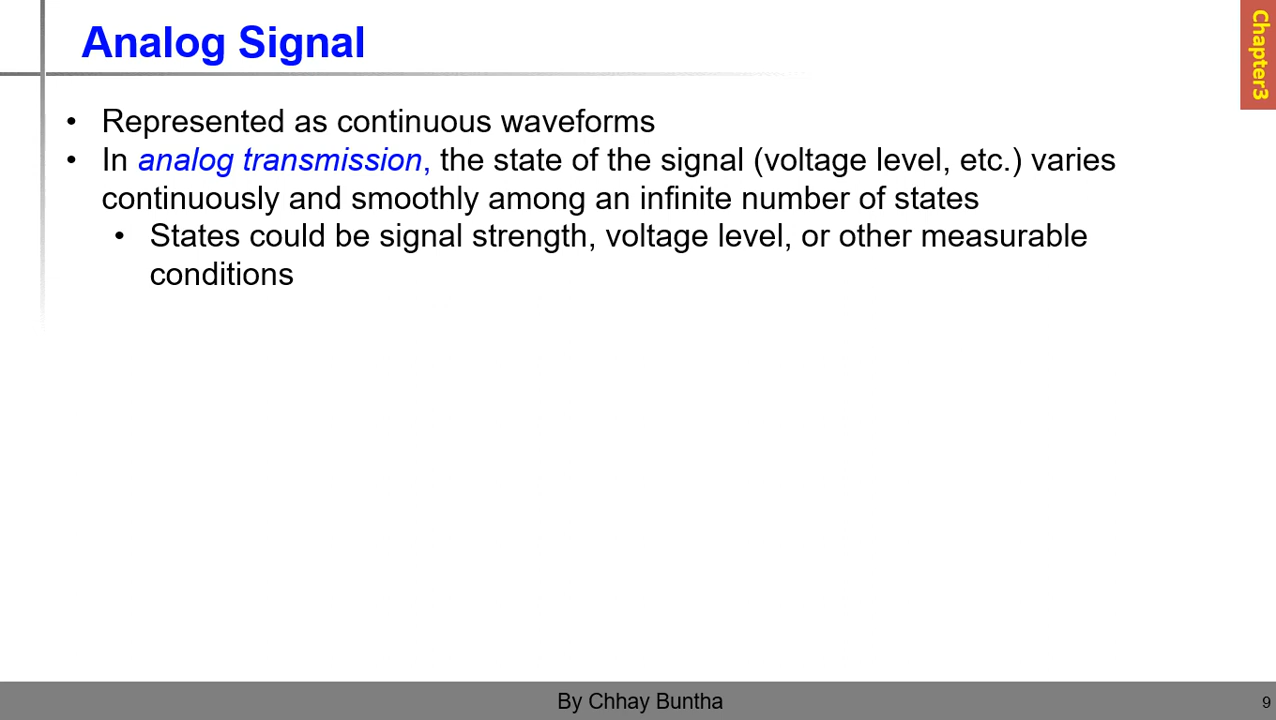 Analog Signal
Chapter3
• Represented as continuous waveforms
• In analog transmission, the state of the signal (voltage level, etc.) varies
continuously and smoothly among an infinite number of states
• States could be signal strength, voltage level, or other measurable
conditions
By Chhay Buntha
9